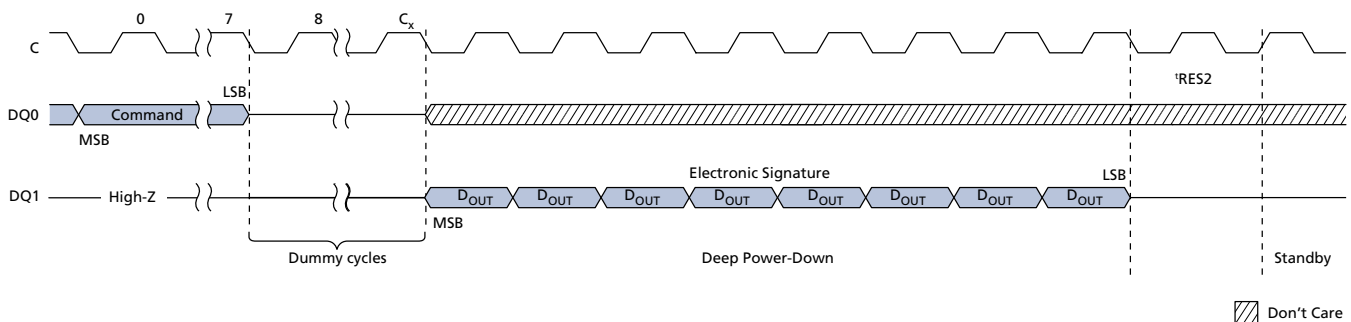 0 7 8 Cx
C
tRES2
LSB
DQ0 Command
MSB
Electronic Signature LSB
DQ1 High-Z DOUT DOUT DOUT DOUT DOUT DOUT DOUT DOUT
MSB
Dummy cycles Deep Power-Down Standby
Don't Care